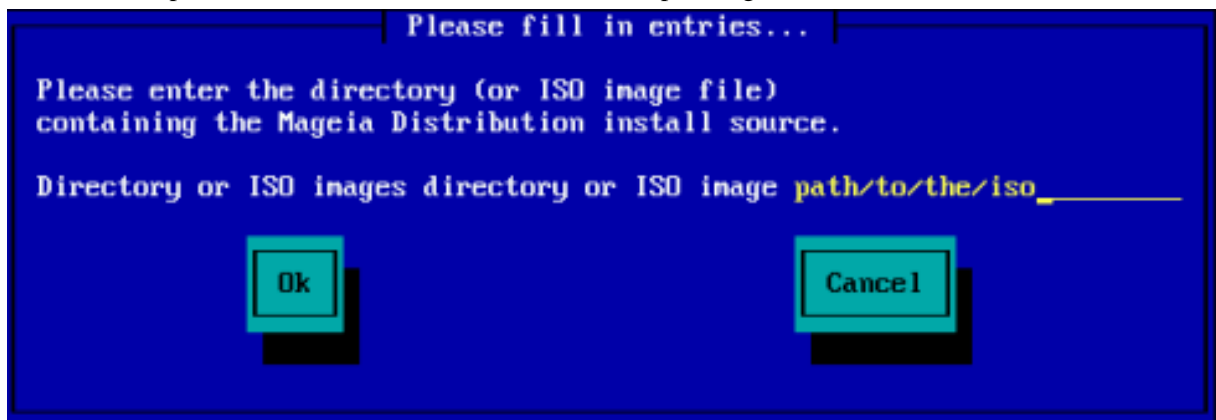 Please fill in entries...
Please enter the directory (or ISO image file)
containing the Mageia Distribution install source.
Directory or ISO images directory or ISO image path/to/the/iso
Ok
Cancel